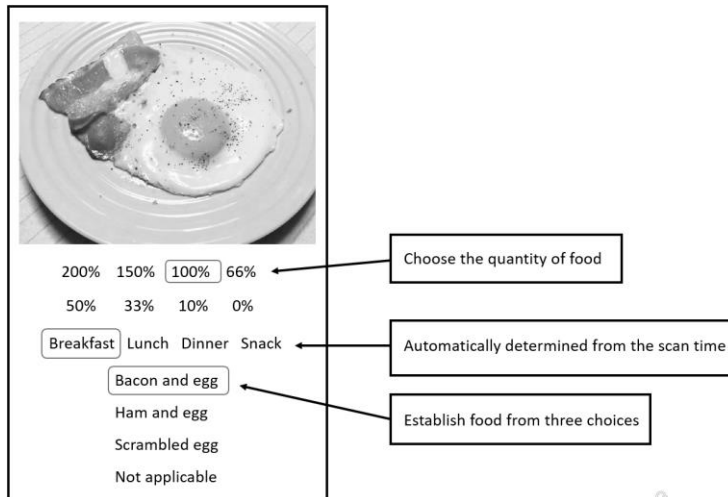 200% 150% 100% 66%
Choose the quantity of food
50% 33% 10% 0%
Breakfast Lunch Dinner Snack
Automatically determined from the scan time
Bacon and egg
Establish food from three choices
Ham and egg
Scrambled egg
Not applicable